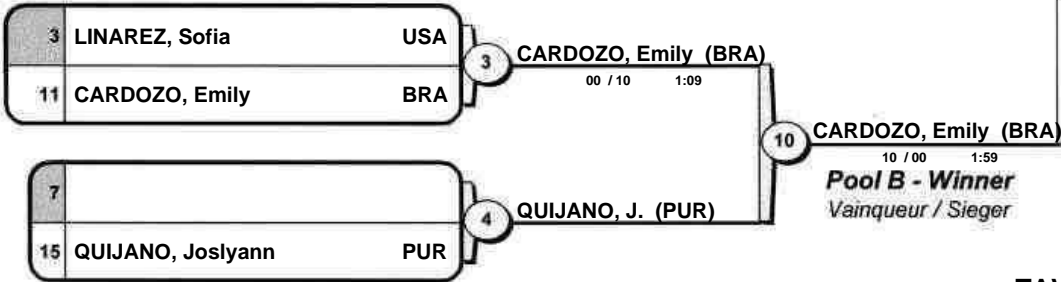 3 LINAREZ, Sofia USA
11 CARDOZO, Emily BRA
3
CARDOZO, Emily (BRA)
00 / 10 1:09
7
15 QUIJANO, Joslyann PUR
4
QUIJANO, J. (PUR)
10
CARDOZO, Emily (BRA)
10 / 00 1:59
Pool B - Winner
Vainqueur / Sieger